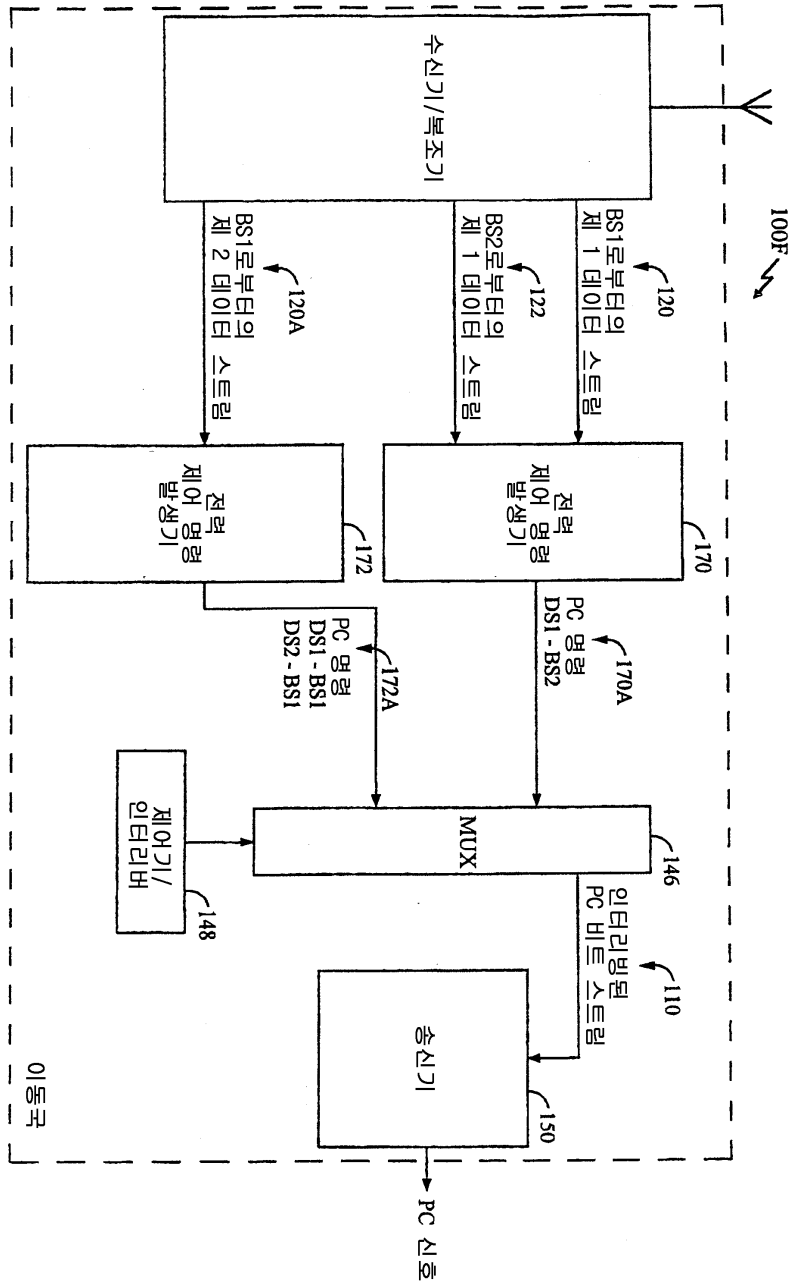 100F
수신기/복조기
120
BS1로부터의
제 1 데이터 스트림
122
BS2로부터의
제 1 데이터 스트림
120A
BS1로부터의
제 2 데이터 스트림
170
전력
제어 명령
발생기
172
전력
제어 명령
발생기
170A
PC 명령
DS1 - BS2
172A
PC 명령
DS1 - BS1
DS2 - BS1
146
MUX
제어기/
인터리버
148
110
인터리빙된
PC 비트 스트림
송신기
150
PC 신호
이동국